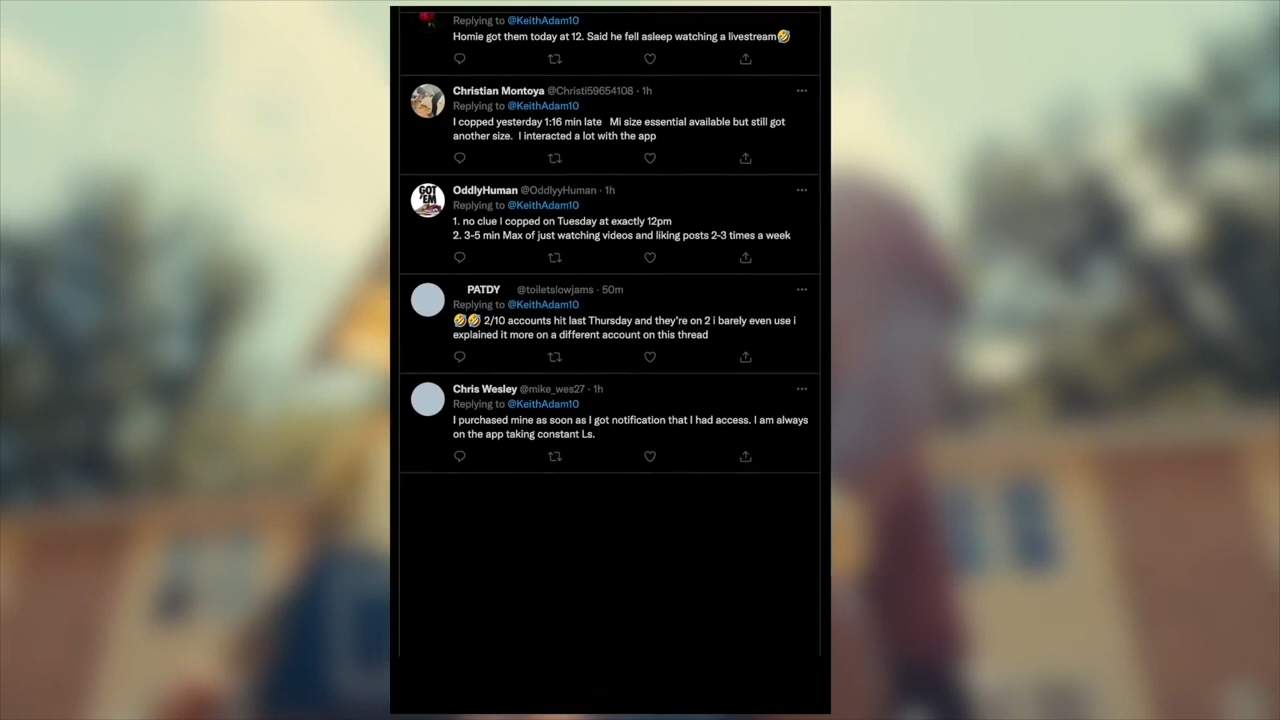 Replying to @KeithAdam10
Homie got them today at 12. Said he fell asleep watching a livestream🤣
Christian Montoya @Christi59654108 · 1h
Replying to @KeithAdam10
I copped yesterday 1:16 min late Mi size essential available but still got
another size. I interacted a lot with the app
GOT
'EM
OddlyHuman @OddlyyHuman · 1h
Replying to @KeithAdam10
1. no clue I copped on Tuesday at exactly 12pm
2. 3-5 min Max of just watching videos and liking posts 2-3 times a week
PATDY @toiletslowjams · 50m
Replying to @KeithAdam10
🤣🤣 2/10 accounts hit last Thursday and they're on 2 i barely even use i
explained it more on a different account on this thread
Chris Wesley @mike_wes27 · 1h
Replying to @KeithAdam10
I purchased mine as soon as I got notification that I had access. I am always
on the app taking constant Ls.